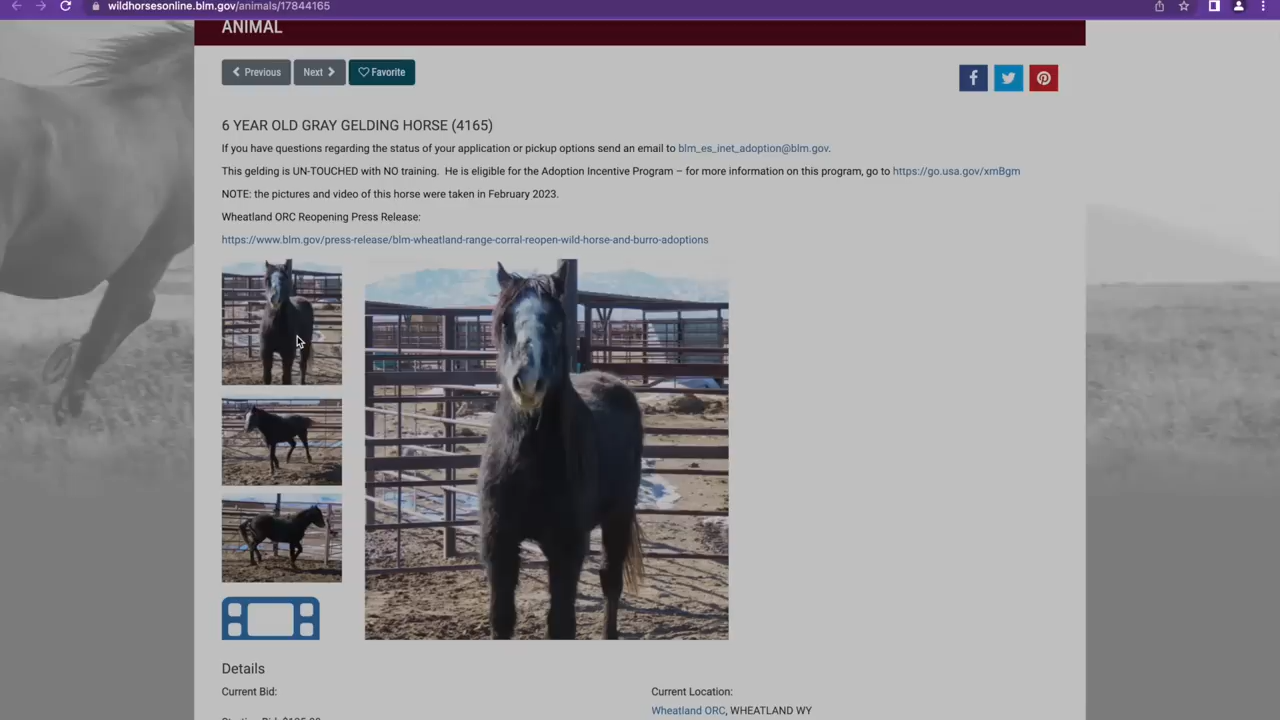 wildhorsesonline.blm.gov/animals/17844165
ANIMAL
Previous
Next
Favorite
6 YEAR OLD GRAY GELDING HORSE (4165)
If you have questions regarding the status of your application or pickup options send an email to blm_es_inet_adoption@blm.gov.
This gelding is UN-TOUCHED with NO training. He is eligible for the Adoption Incentive Program – for more information on this program, go to https://go.usa.gov/xmBgm
NOTE: the pictures and video of this horse were taken in February 2023.
Wheatland ORC Reopening Press Release:
https://www.blm.gov/press-release/blm-wheatland-range-corral-reopen-wild-horse-and-burro-adoptions
Details
Current Bid:
Current Location:
Wheatland ORC, WHEATLAND WY